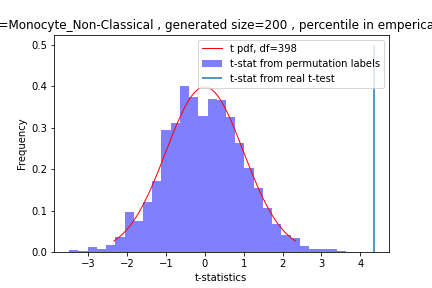 =Monocyte_Non-Classical , generated size=200 , percentile in emperica
t pdf, df=398
t-stat from permutation labels
t-stat from real t-test
Frequency
0.5
0.4
0.3
0.2
0.1
0.0
−3 −2 −1 0 1 2 3 4
t-statistics